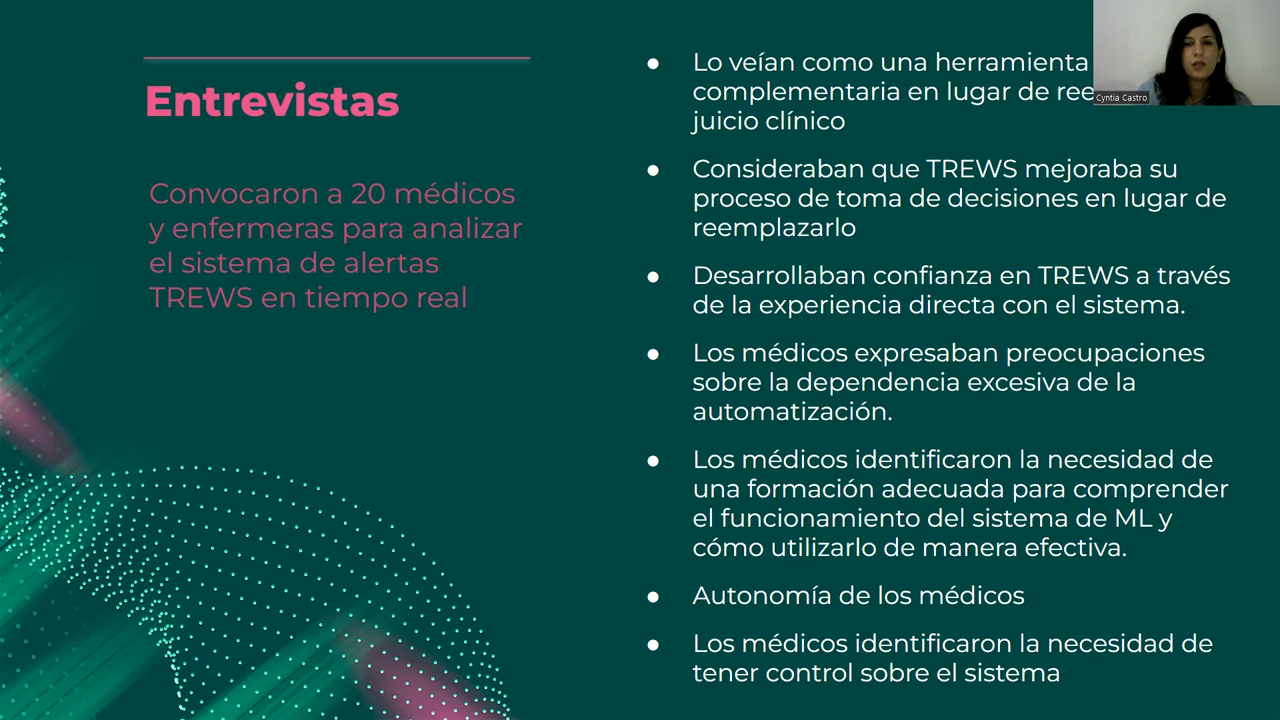 Entrevistas
Convocaron a 20 médicos
y enfermeras para analizar
el sistema de alertas
TREWS en tiempo real
● Lo veían como una herramienta
complementaria en lugar de
juicio clínico
● Consideraban que TREWS mejoraba su
proceso de toma de decisiones en lugar de
reemplazarlo
● Desarrollaban confianza en TREWS a través
de la experiencia directa con el sistema.
● Los médicos expresaban preocupaciones
sobre la dependencia excesiva de la
automatización.
● Los médicos identificaron la necesidad de
una formación adecuada para comprender
el funcionamiento del sistema de ML y
cómo utilizarlo de manera efectiva.
● Autonomía de los médicos
● Los médicos identificaron la necesidad de
tener control sobre el sistema
Cyntia Castro